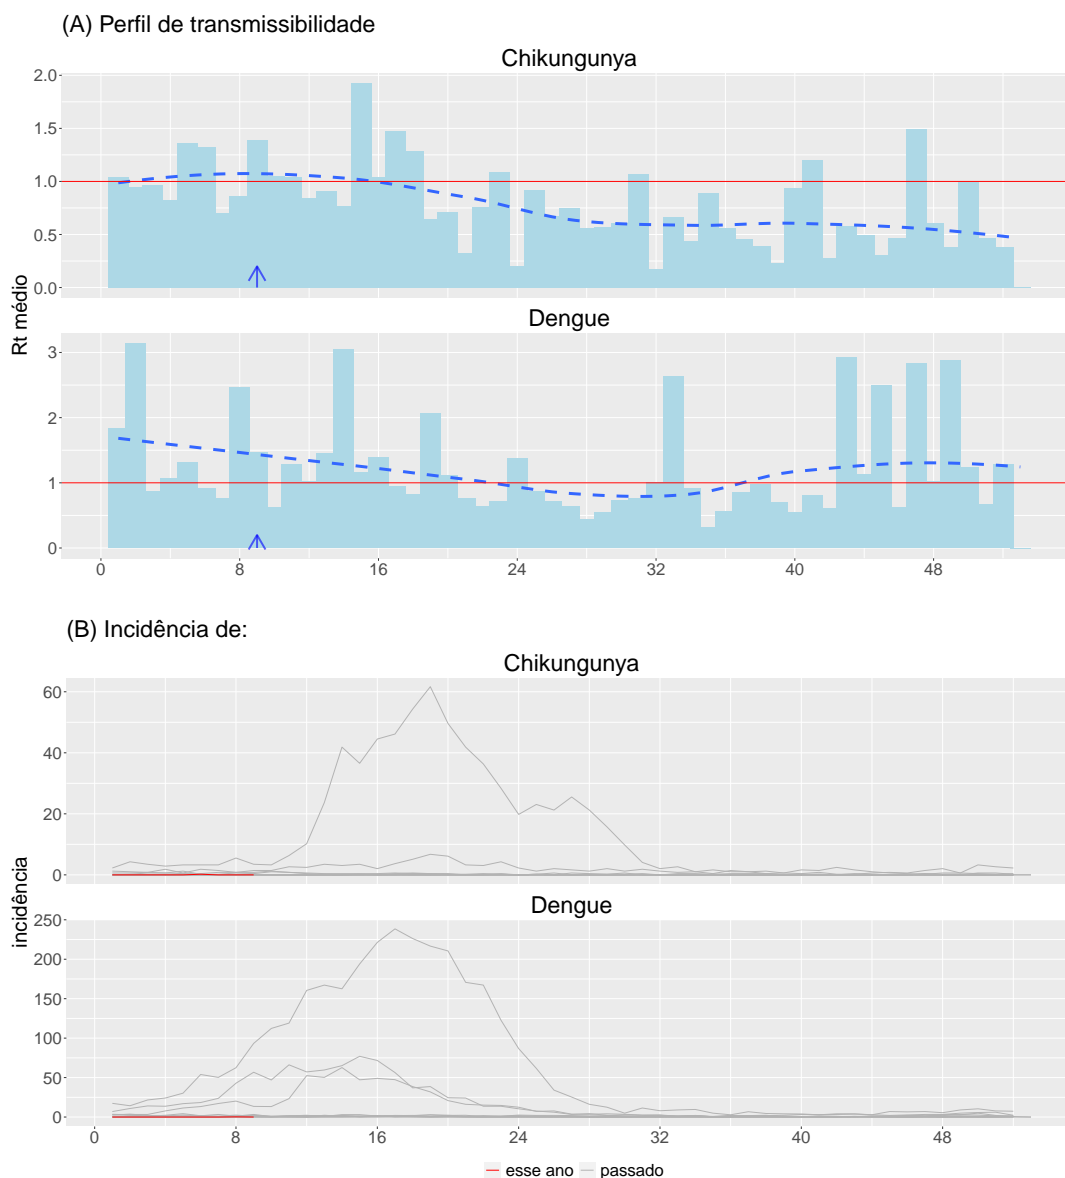 (A) Perfil de transmissibilidade
Chikungunya
2.0
1.5
1.0
0.5
0.0
Rt médio
Dengue
3
2
1
0
0 8 16 24 32 40 48
(B) Incidência de:
Chikungunya
60
40
20
0
incidência
Dengue
250
200
150
100
50
0
0 8 16 24 32 40 48
esse ano passado